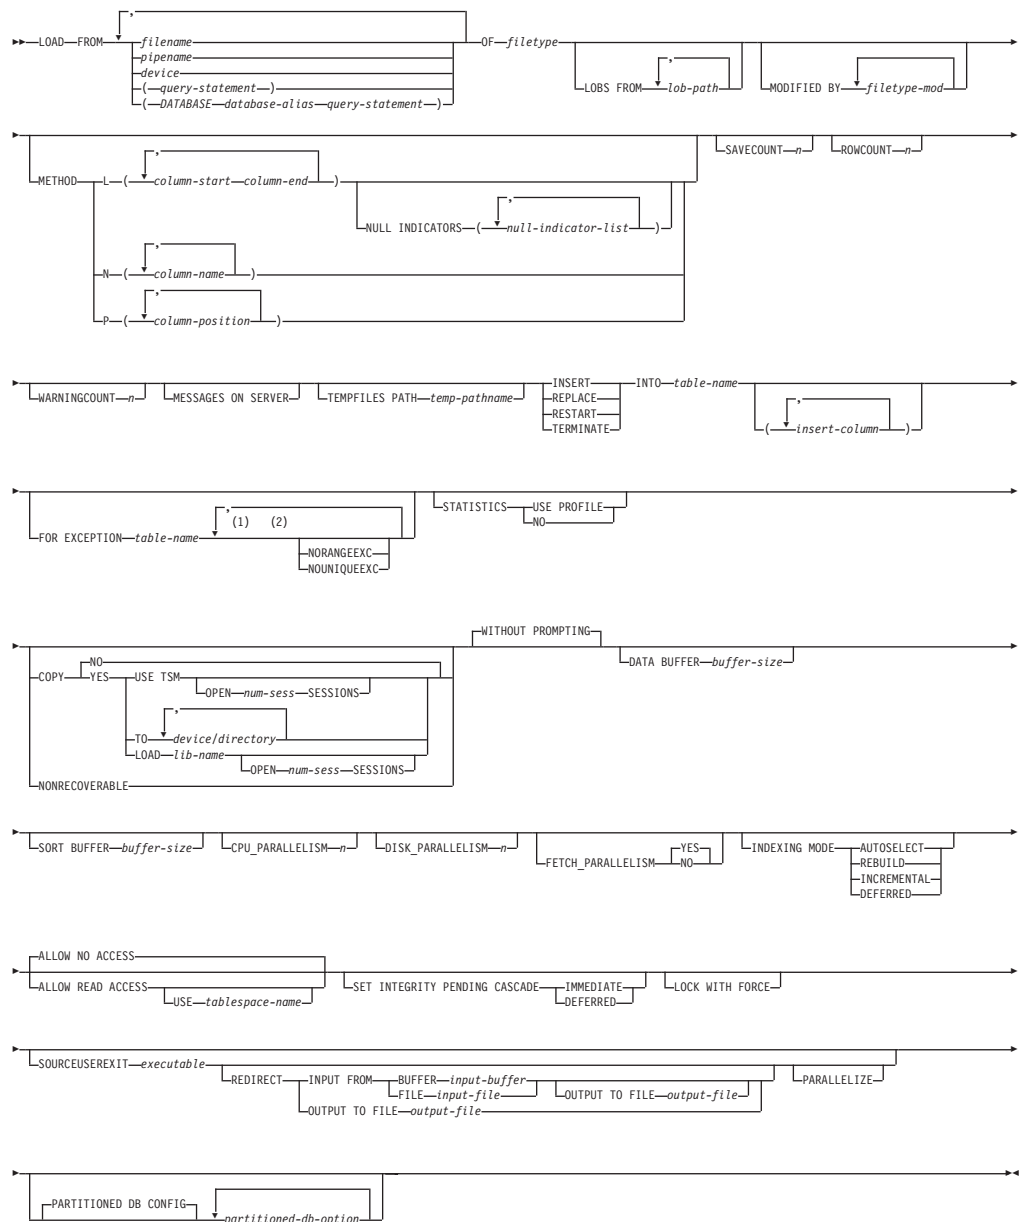 ,
LOAD FROM filename OF filetype
pipename
device
( query-statement )
( DATABASE database-alias query-statement )
,
LOBS FROM lob-path
MODIFIED BY filetype-mod
METHOD L ( column-start column-end )
,
,
NULL INDICATORS ( null-indicator-list )
,
N ( column-name )
,
P ( column-position )
SAVECOUNT n
ROWCOUNT n
WARNINGCOUNT n
MESSAGES ON SERVER
TEMPFILES PATH temp-pathname
INSERT
REPLACE
RESTART
TERMINATE
INTO table-name
,
( insert-column )
FOR EXCEPTION table-name
,
(1) (2)
NORANGEEXC
NOUNIQUEEXC
STATISTICS USE PROFILE
NO
WITHOUT PROMPTING
NO
COPY YES USE TSM
OPEN num-sess SESSIONS
,
TO device/directory
LOAD lib-name
OPEN num-sess SESSIONS
NONRECOVERABLE
DATA BUFFER buffer-size
SORT BUFFER buffer-size
CPU_PARALLELISM n
DISK_PARALLELISM n
YES
FETCH_PARALLELISM NO
INDEXING MODE AUTOSELECT
REBUILD
INCREMENTAL
DEFERRED
ALLOW NO ACCESS
ALLOW READ ACCESS
USE tablespace-name
SET INTEGRITY PENDING CASCADE IMMEDIATE
DEFERRED
LOCK WITH FORCE
SOURCEUSEREXIT executable
REDIRECT INPUT FROM BUFFER input-buffer
FILE input-file
OUTPUT TO FILE output-file
OUTPUT TO FILE output-file
PARALLELIZE
PARTITIONED DB CONFIG
partitioned-db-option